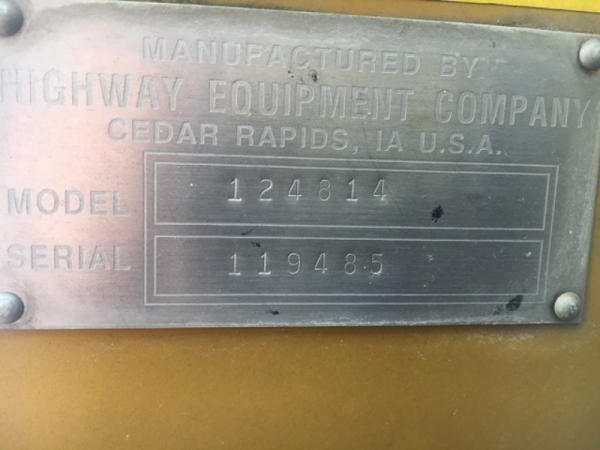 MANUFACTURED BY
HIGHWAY EQUIPMENT COMPANY
CEDAR RAPIDS, IA U.S.A.
MODEL 124814
SERIAL 119485